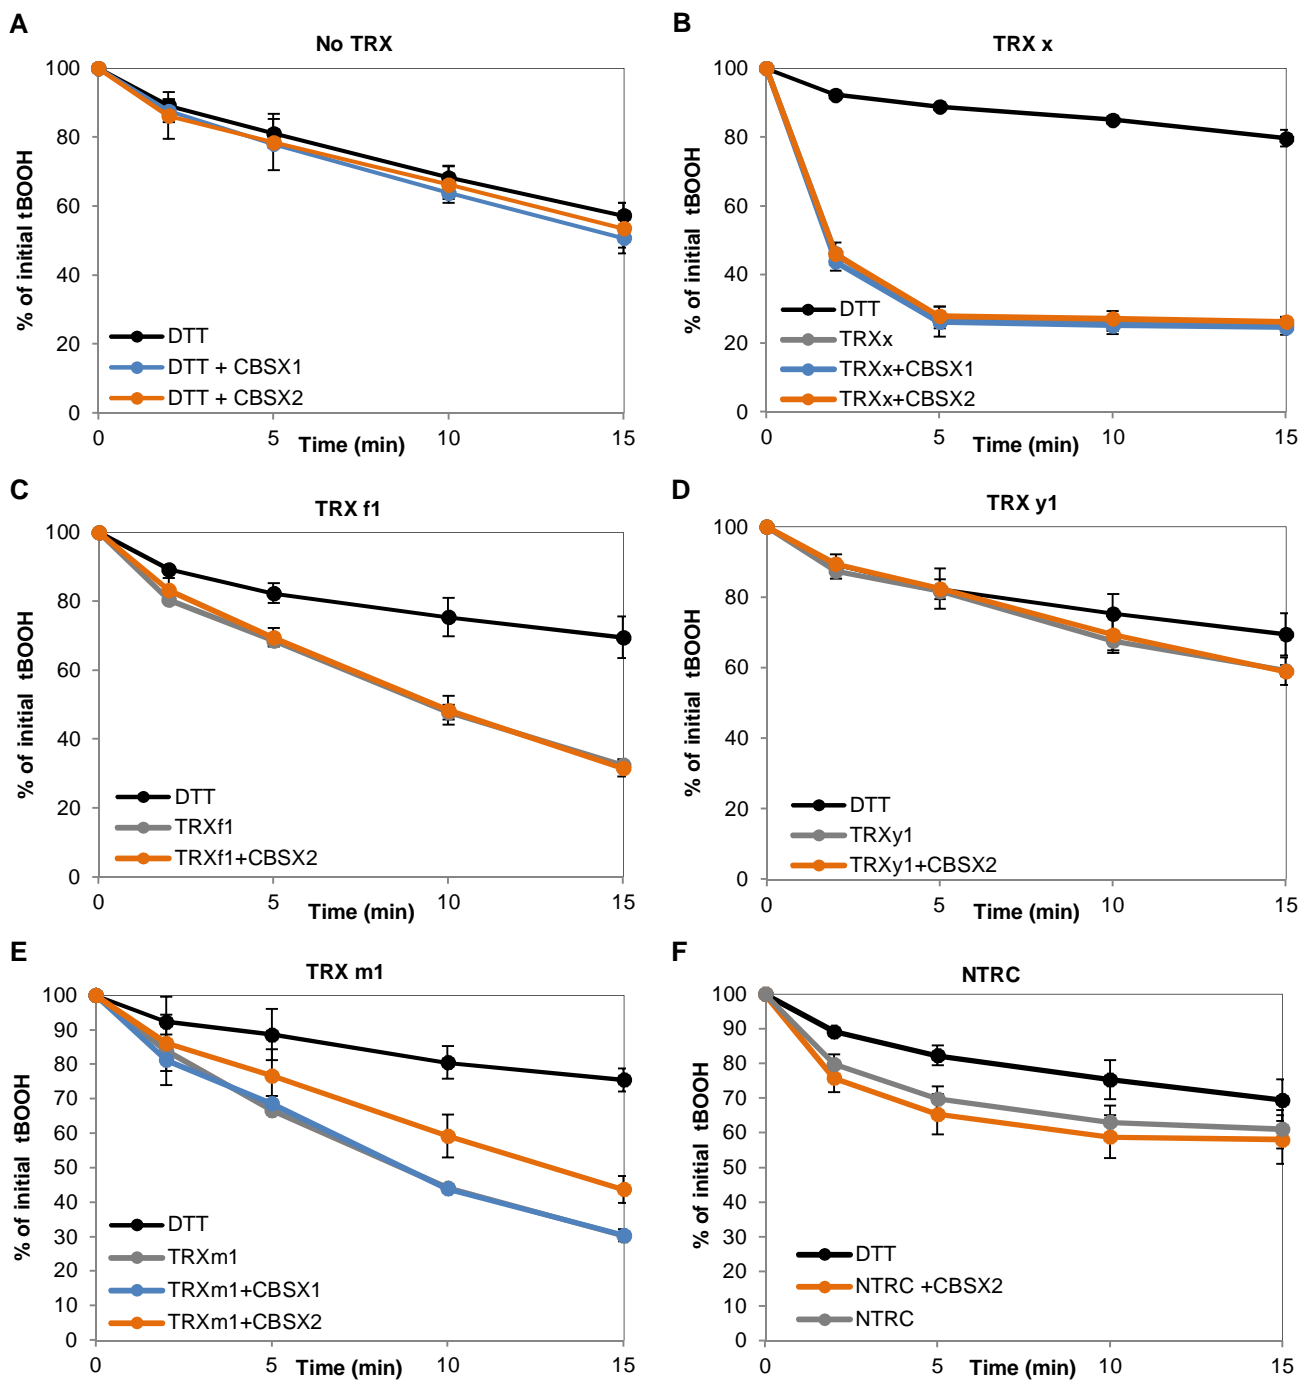 A
No TRX
% of initial tBOOH
100
80
60
40
20
0
DTT
DTT + CBSX1
DTT + CBSX2
0
5
10
15
Time (min)
B
TRX x
% of initial tBOOH
100
80
60
40
20
0
DTT
TRXx
TRXx+CBSX1
TRXx+CBSX2
0
5
10
15
Time (min)
C
TRX f1
% of initial tBOOH
100
80
60
40
20
0
DTT
TRXf1
TRXf1+CBSX2
0
5
10
15
Time (min)
D
TRX y1
% of initial tBOOH
100
80
60
40
20
0
DTT
TRXy1
TRXy1+CBSX2
0
5
10
15
Time (min)
E
TRX m1
% of initial tBOOH
100
90
80
70
60
50
40
30
20
10
0
DTT
TRXm1
TRXm1+CBSX1
TRXm1+CBSX2
0
5
10
15
Time (min)
F
NTRC
% of initial tBOOH
100
90
80
70
60
50
40
30
20
10
0
DTT
NTRC +CBSX2
NTRC
0
5
10
15
Time (min)